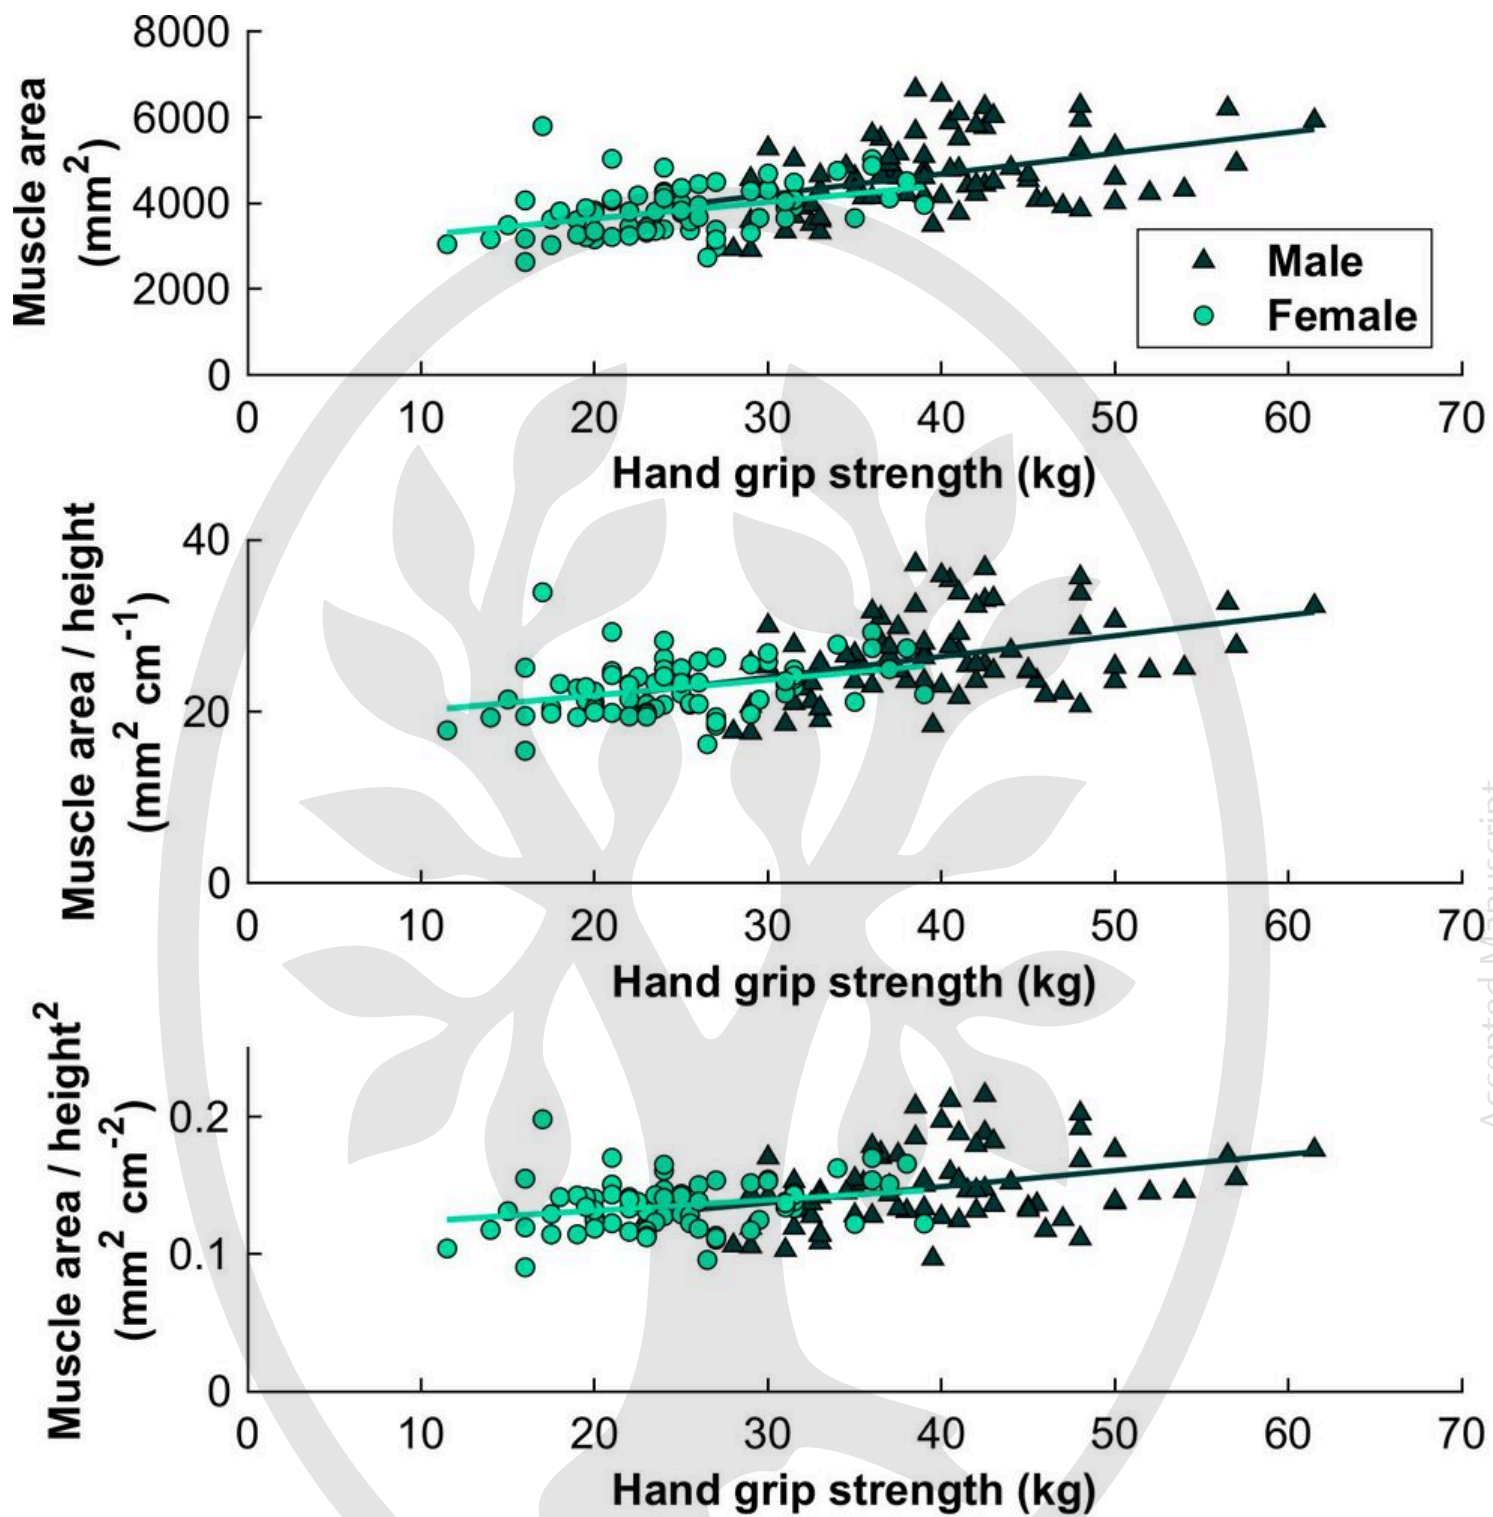 8000
6000
4000
2000
0
Muscle area
(mm²)
Male
Female
0 10 20 30 40 50 60 70
Hand grip strength (kg)
40
20
0
Muscle area / height
(mm² cm⁻¹)
0 10 20 30 40 50 60 70
Hand grip strength (kg)
0.2
0.1
0
Muscle area / height²
(mm² cm⁻²)
0 10 20 30 40 50 60 70
Hand grip strength (kg)
Accepted Manuscript